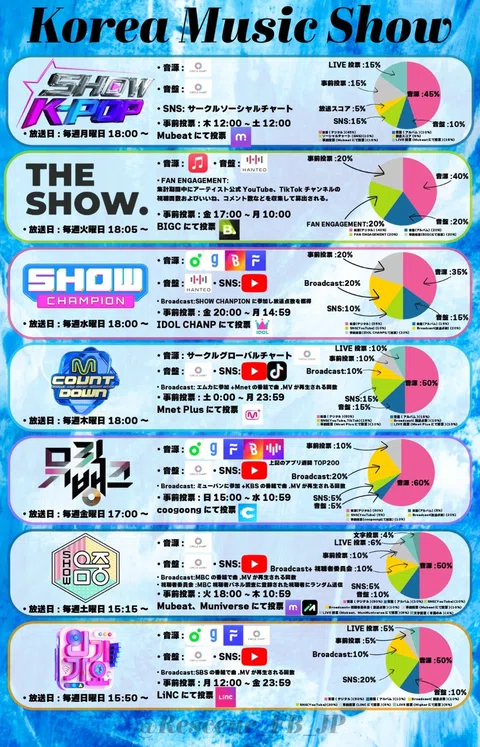 Korea Music Show
SHOW
K-POP
・放送日:毎週月曜日 18:00 〜
・音源:
・音盤:
・SNS: サークルソーシャルチャート
・事前投票:木 12:00 〜 土 12:00
Mubeat にて投票
LIVE 投票:15%
事前投票:15%
放送スコア:5%
SNS:15%
音源:45%
音盤:10%
THE
SHOW.
・放送日:毎週火曜日 18:05 〜
・音源: ・音盤:
HANTEO
・FAN ENGAGEMENT:
集計期間中にアーティスト公式 YouTube、TikTok チャンネルの
視聴回数およびいいね、コメント数などを収集して算出される。
・事前投票:金 17:00 〜 月 10:00
BIGC にて投票
事前投票:20%
FAN ENGAGEMENT:20%
音源:40%
音盤:20%
SHOW
CHAMPION
・放送日:毎週水曜日 18:00 〜
・音源:
・音盤: ・SNS:
HANTEO
・Broadcast:SHOW CHANPION に参加し放送点数を獲得
・事前投票:金 20:00 〜 月 14:59
IDOL CHANP にて投票
IDOL
事前投票:20%
Broadcast:20%
SNS:10%
音源:35%
音盤:15%
M
COUNT
DOWN
・放送日:毎週木曜日 18:00 〜
・音源:サークルグローバルチャート
・音盤: ・SNS:
・Broadcast: エムカに参加 +Mnet の番組で曲 .MV が再生される回数
・事前投票:土 0:00 〜 月 23:59
Mnet Plus にて投票
LIVE 投票:10%
事前投票:10%
Broadcast:10%
SNS:15%
音盤:15%
音源:50%
뮤직
뱅크
・放送日:毎週金曜日 17:00 〜
・音源:
上記のアプリ週間 TOP200
・音盤: ・SNS:
・Broadcast: ミューバンに参加 +KBS の番組で曲 .MV が再生される回数
・事前投票:日 15:00 〜 水 10:59
coogoong にて投票
事前投票:10%
Broadcast:20%
SNS:5%
音盤:5%
音源:60%
SHOW
음악중심
・放送日:毎週土曜日 15:15 〜
・音源:
・音盤: ・SNS:
・Broadcast:MBC の番組で曲 .MV が再生される回数
・視聴者委員会 :MBC 視聴者パネル調査に登録された視聴者にランダム送信
・事前投票:火 18:00 〜 木 10:59
Mubeat、Muniverse にて投票
文字投票:4%
LIVE 投票:6%
事前投票:10%
Broadcast+ 視聴者委員会:10%
SNS:5%
音盤:10%
音源:50%
인기가요
・放送日:毎週日曜日 15:50 〜
・音源:
・音盤: ・SNS:
・Broadcast:SBS の番組で曲 .MV が再生される回数
・事前投票:月 12:00 〜 金 23:59
LiNC にて投票
LINC
LIVE 投票:5%
事前投票:5%
Broadcast:10%
SNS:20%
音源:50%
音盤:10%